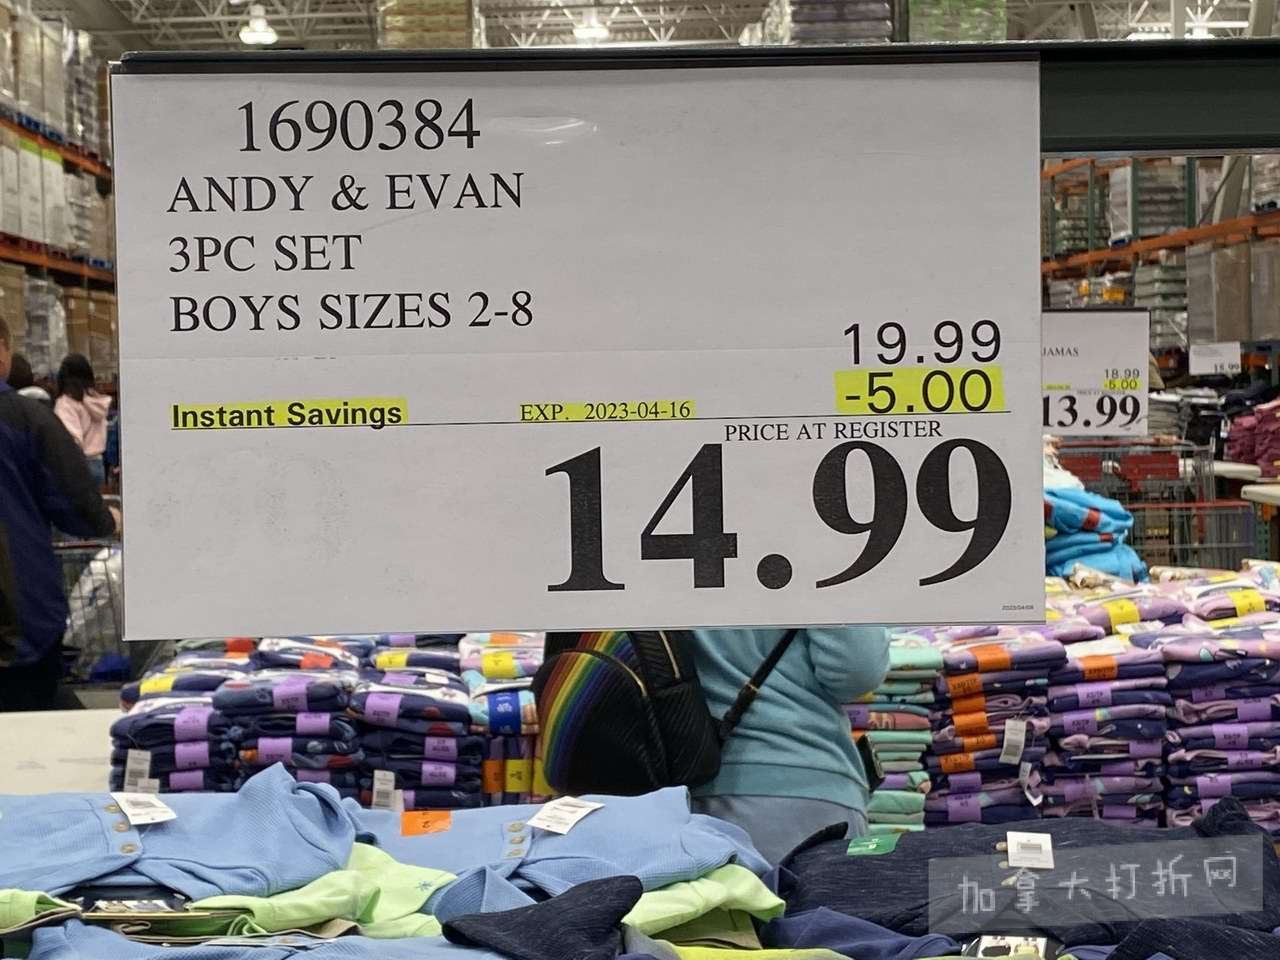 1690384
ANDY & EVAN
3PC SET
BOYS SIZES 2-8
19.99
Instant Savings EXP. 2023-04-16 -5.00
PRICE AT REGISTER
14.99
JAMAS
18.99
-5.00
13.99
加拿大打折网